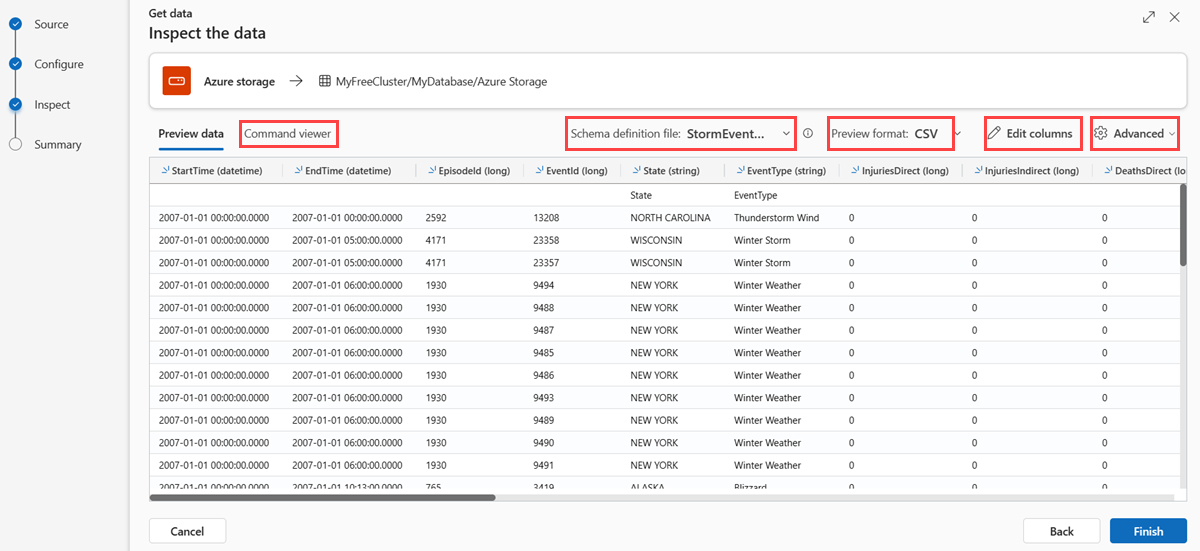 Source
Configure
Inspect
Summary
Get data
Inspect the data
Azure storage MyFreeCluster/MyDatabase/Azure Storage
Preview data Command viewer Schema definition file: StormEvent... Preview format: CSV Edit columns Advanced
StartTime (datetime) EndTime (datetime) EpisodeId (long) EventId (long) State (string) EventType (string) InjuriesDirect (long) InjuriesIndirect (long) DeathsDirect (lo
State EventType
2007-01-01 00:00:00.0000 2007-01-01 00:00:00.0000 2592 13208 NORTH CAROLINA Thunderstorm Wind 0 0 0
2007-01-01 00:00:00.0000 2007-01-01 05:00:00.0000 4171 23358 WISCONSIN Winter Storm 0 0 0
2007-01-01 00:00:00.0000 2007-01-01 05:00:00.0000 4171 23357 WISCONSIN Winter Storm 0 0 0
2007-01-01 00:00:00.0000 2007-01-01 06:00:00.0000 1930 9494 NEW YORK Winter Weather 0 0 0
2007-01-01 00:00:00.0000 2007-01-01 06:00:00.0000 1930 9488 NEW YORK Winter Weather 0 0 0
2007-01-01 00:00:00.0000 2007-01-01 06:00:00.0000 1930 9487 NEW YORK Winter Weather 0 0 0
2007-01-01 00:00:00.0000 2007-01-01 06:00:00.0000 1930 9485 NEW YORK Winter Weather 0 0 0
2007-01-01 00:00:00.0000 2007-01-01 06:00:00.0000 1930 9486 NEW YORK Winter Weather 0 0 0
2007-01-01 00:00:00.0000 2007-01-01 06:00:00.0000 1930 9493 NEW YORK Winter Weather 0 0 0
2007-01-01 00:00:00.0000 2007-01-01 06:00:00.0000 1930 9489 NEW YORK Winter Weather 0 0 0
2007-01-01 00:00:00.0000 2007-01-01 06:00:00.0000 1930 9490 NEW YORK Winter Weather 0 0 0
2007-01-01 00:00:00.0000 2007-01-01 06:00:00.0000 1930 9491 NEW YORK Winter Weather 0 0 0
2007-01-01 00:00:00.0000 2007-01-01 10:13:00.0000 765 3419 ALASKA Blizzard 0 0 0
Cancel Back Finish